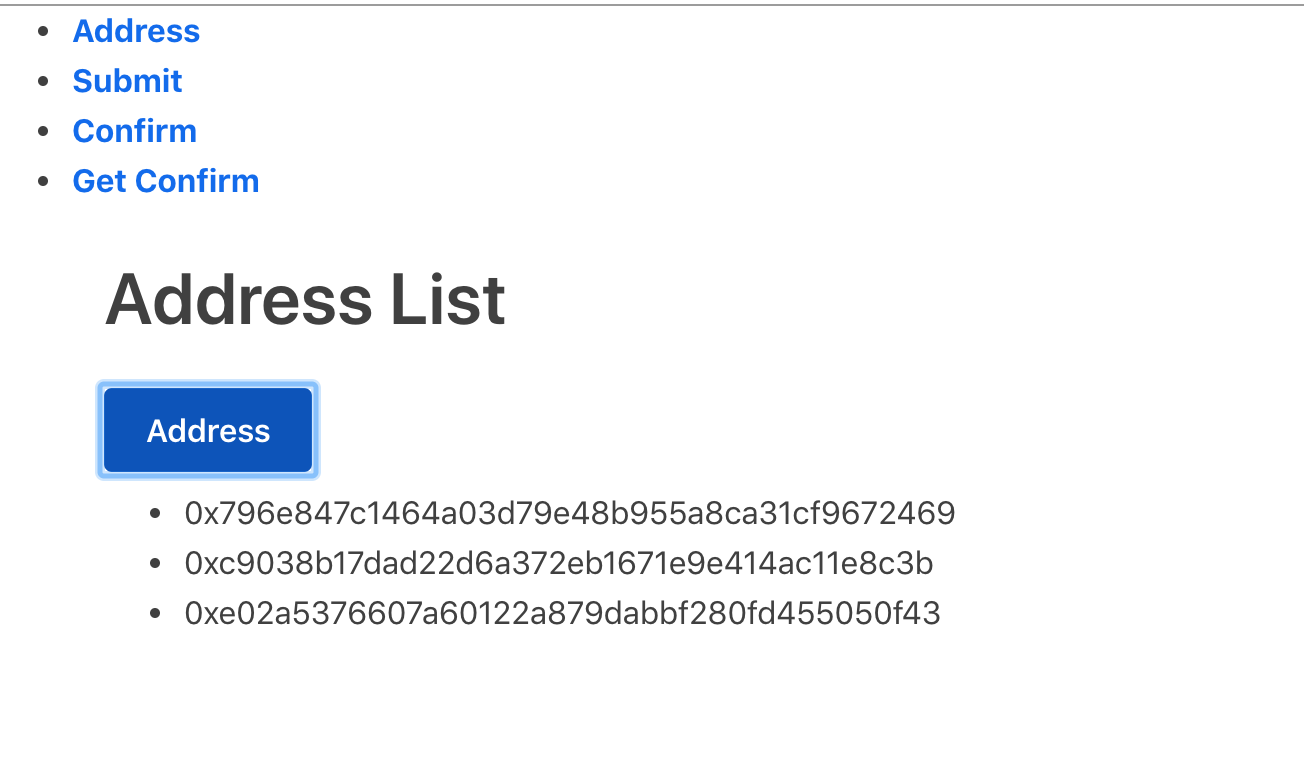 Address
Submit
Confirm
Get Confirm
Address List
Address
0x796e847c1464a03d79e48b955a8ca31cf9672469
0xc9038b17dad22d6a372eb1671e9e414ac11e8c3b
0xe02a5376607a60122a879dabbf280fd455050f43